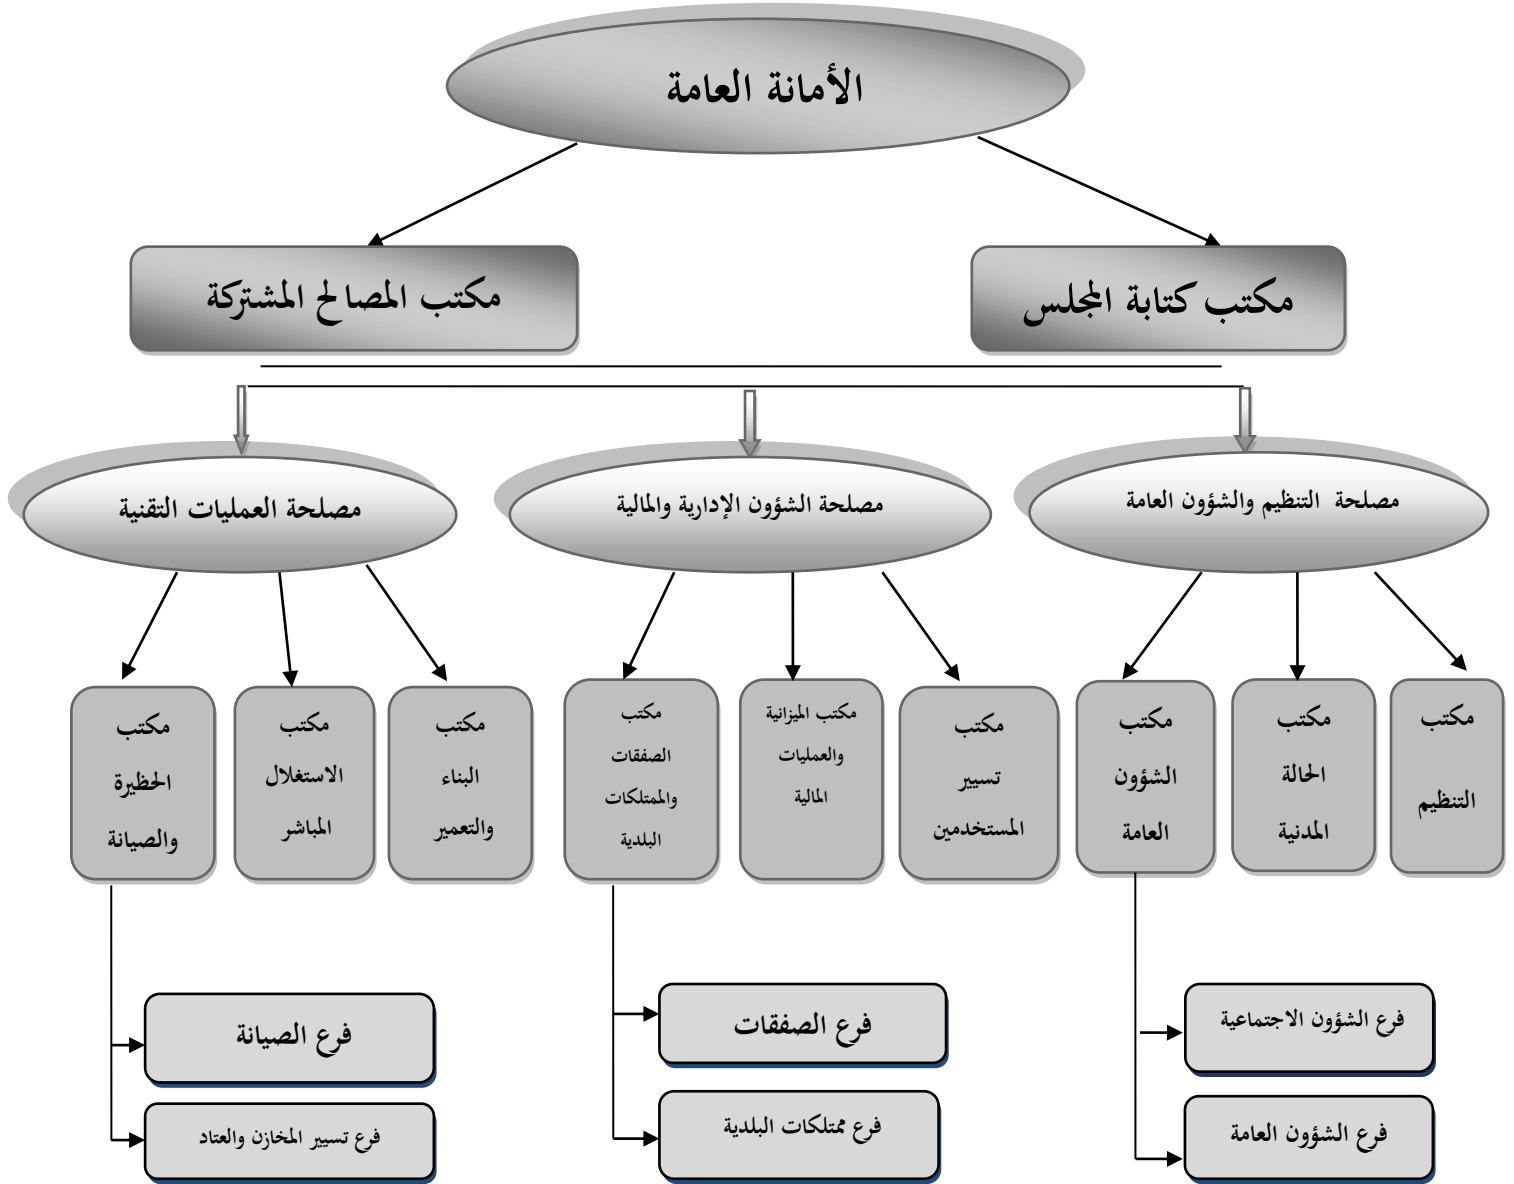 الأمانة العامة
مكتب كتابة المجلس
مكتب المصالح المشتركة
مصلحة التنظيم والشؤون العامة
مصلحة الشؤون الإدارية والمالية
مصلحة العمليات التقنية
مكتب
التنظيم
مكتب
الحالة
المدنية
مكتب
الشؤون
العامة
مكتب
تسيير
المستخدمين
مكتب الميزانية
والعمليات
المالية
مكتب
الصفقات
والممتلكات
البلدية
مكتب
البناء
والتعمير
مكتب
الاستغلال
المباشر
مكتب
الحظيرة
والصيانة
فرع الشؤون الاجتماعية
فرع الشؤون العامة
فرع الصفقات
فرع ممتلكات البلدية
فرع الصيانة
فرع تسيير المخازن والعتاد